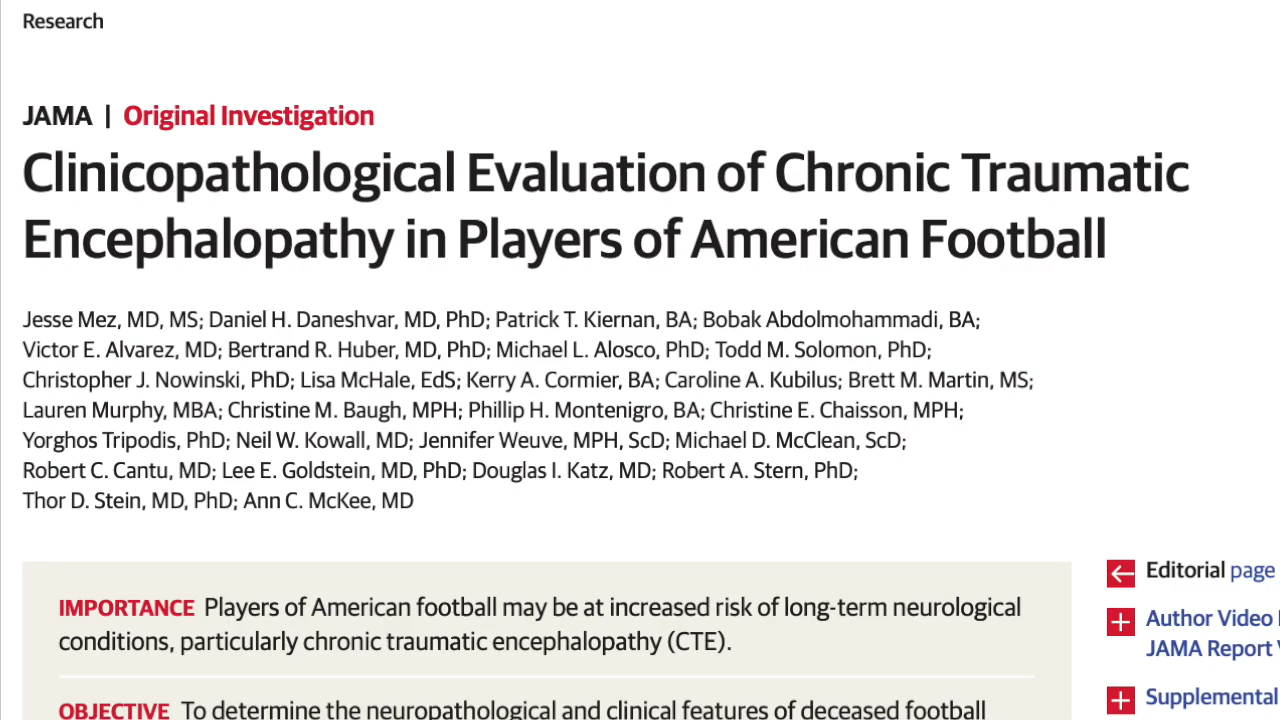 Research
JAMA | Original Investigation
Clinicopathological Evaluation of Chronic Traumatic
Encephalopathy in Players of American Football
Jesse Mez, MD, MS; Daniel H. Daneshvar, MD, PhD; Patrick T. Kiernan, BA; Bobak Abdolmohammadi, BA;
Victor E. Alvarez, MD; Bertrand R. Huber, MD, PhD; Michael L. Alosco, PhD; Todd M. Solomon, PhD;
Christopher J. Nowinski, PhD; Lisa McHale, EdS; Kerry A. Cormier, BA; Caroline A. Kubilus; Brett M. Martin, MS;
Lauren Murphy, MBA; Christine M. Baugh, MPH; Phillip H. Montenigro, BA; Christine E. Chaisson, MPH;
Yorghos Tripodis, PhD; Neil W. Kowall, MD; Jennifer Weuve, MPH, ScD; Michael D. McClean, ScD;
Robert C. Cantu, MD; Lee E. Goldstein, MD, PhD; Douglas I. Katz, MD; Robert A. Stern, PhD;
Thor D. Stein, MD, PhD; Ann C. McKee, MD
IMPORTANCE Players of American football may be at increased risk of long-term neurological
conditions, particularly chronic traumatic encephalopathy (CTE).
OBJECTIVE To determine the neuropathological and clinical features of deceased football
Editorial page
Author Video
JAMA Report
Supplemental